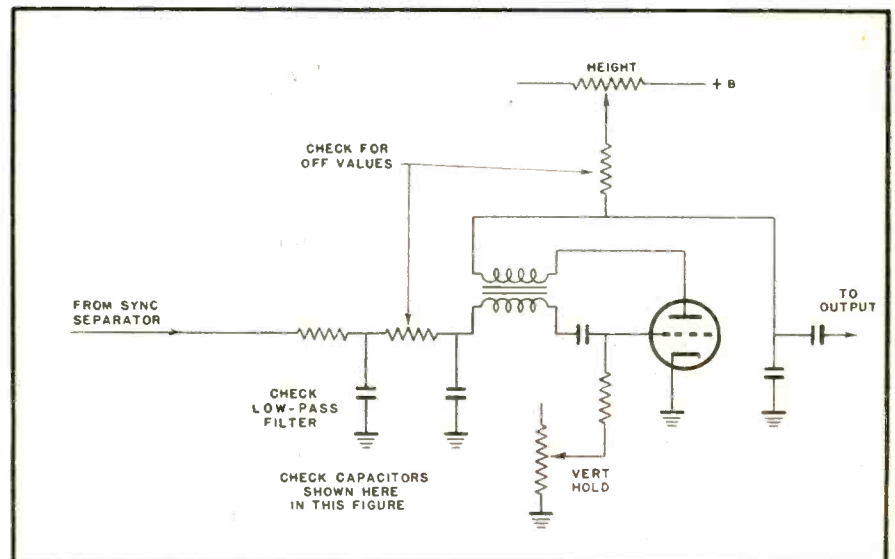 HEIGHT
+ B
CHECK FOR
OFF VALUES
FROM SYNC
SEPARATOR
TO
OUTPUT
CHECK
LOW-PASS
FILTER
CHECK CAPACITORS
SHOWN HERE
IN THIS FIGURE
VERT
HOLD